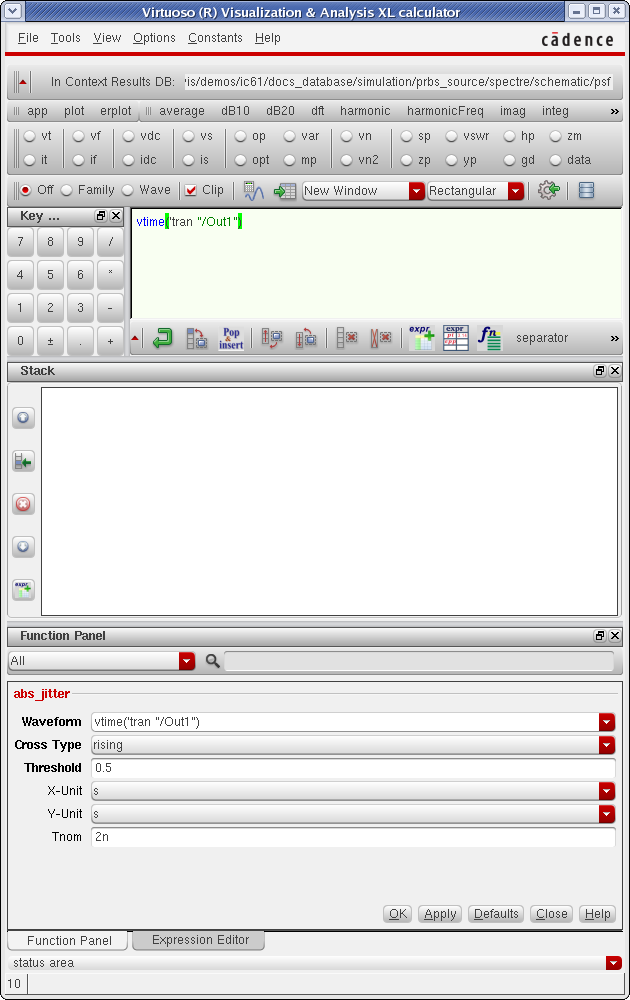 Virtuoso (R) Visualization & Analysis XL calculator
File Tools View Options Constants Help
cādence
In Context Results DB: vis/demos/ic61/docs_database/simulation/prbs_source/spectre/schematic/psf
app plot erplot average dB10 dB20 dft harmonic harmonicFreq imag integ »
vt vf vdc vs op var vn sp vswr hp zm
it if idc is opt mp vn2 zp yp gd data
Off Family Wave Clip New Window Rectangular
Key ...
7 8 9 /
4 5 6 *
1 2 3 -
0 ± . +
vtime('tran "/Out1")
Pop & insert
expr
expr
fn
separator »
Stack
expr
Function Panel
All
abs_jitter
Waveform vtime('tran "/Out1")
Cross Type rising
Threshold 0.5
X-Unit s
Y-Unit s
Tnom 2n
OK Apply Defaults Close Help
Function Panel Expression Editor
status area
10